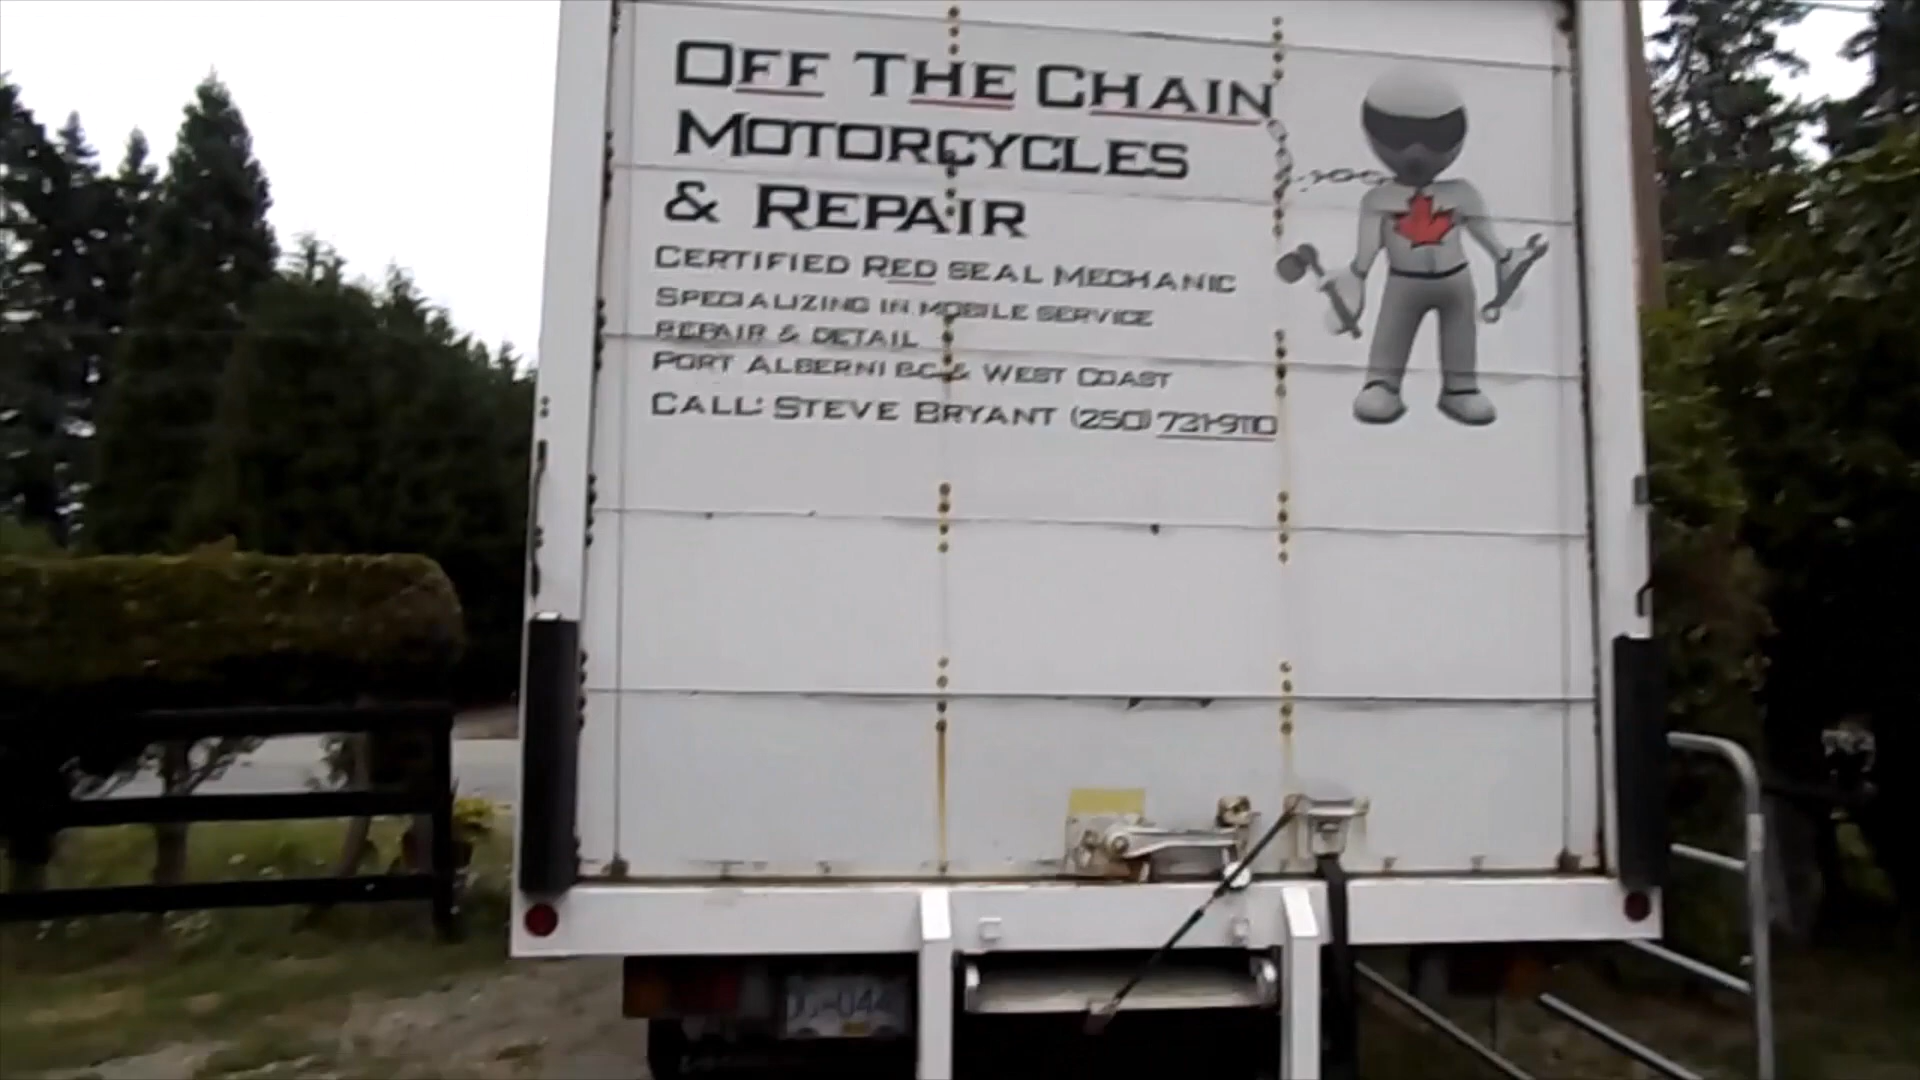 OFF THE CHAIN
MOTORCYCLES
& REPAIR
CERTIFIED RED SEAL MECHANIC
SPECIALIZING IN MOBILE SERVICE
REPAIR & DETAIL
PORT ALBERNI B.C. & WEST COAST
CALL: STEVE BRYANT (250) 731-9110